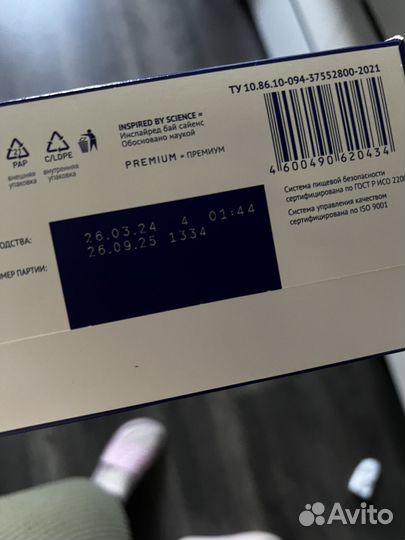 ТУ 10.86.10-094-37552800-2021
INSPIRED BY SCIENCE =
Инспайред бай сайенс
Обосновано наукой
PREMIUM = ПРЕМИУМ
21
PAP
внешняя
упаковка
C/LDPE
внутренняя
упаковка
4 600490 620434
Система пищевой безопасности
сертифицирована по ГОСТ Р ИСО 2200
Система управления качеством
сертифицирована по ISO 9001
ОДСТВА:
МЕР ПАРТИИ:
26.03.24 4 01:44
26.09.25 1334
Avito